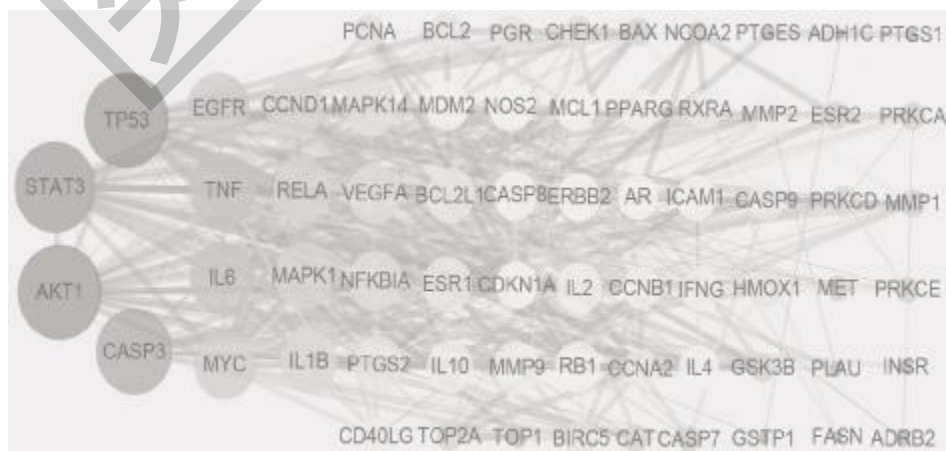 PCNA BCL2 PGR CHEK1 BAX NCOA2 PTGES ADH1C PTGS1
TP53 EGFR CCND1 MAPK14 MDM2 NOS2 MCL1 PPARG RXRA MMP2 ESR2 PRKCA
STAT3 TNF RELA VEGFA BCL2L1 CASP8 ERBB2 AR ICAM1 CASP9 PRKCD MMP1
AKT1 IL6 MAPK1 NFKBIA ESR1 CDKN1A IL2 CCNB1 IFNG HMOX1 MET PRKCE
CASP3 MYC IL1B PTGS2 IL10 MMP9 RB1 CCNA2 IL4 GSK3B PLAU INSR
CD40LG TOP2A TOP1 BIRC5 CAT CASP7 GSTP1 FASN ADRB2